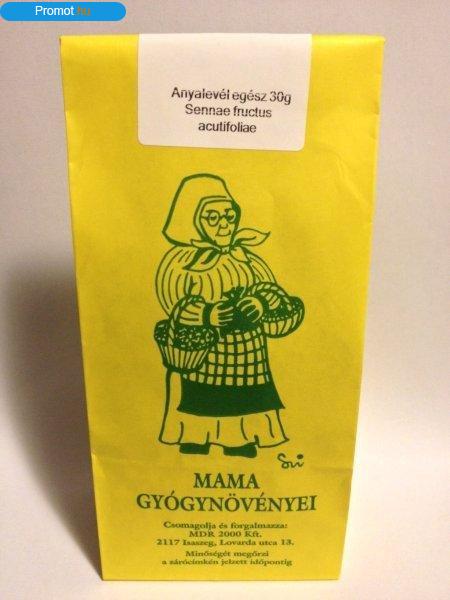 Promot.hu
Anyalevél egész 30g
Sennae fructus
acutifoliae
MAMA
GYÓGYNÖVÉNYEI
Csomagolja és forgalmazza:
MDR 2000 Kft.
2117 Isaszeg, Lovarda utca 13.
Minőségét megőrzi
a zárócímkén jelzett időpontig